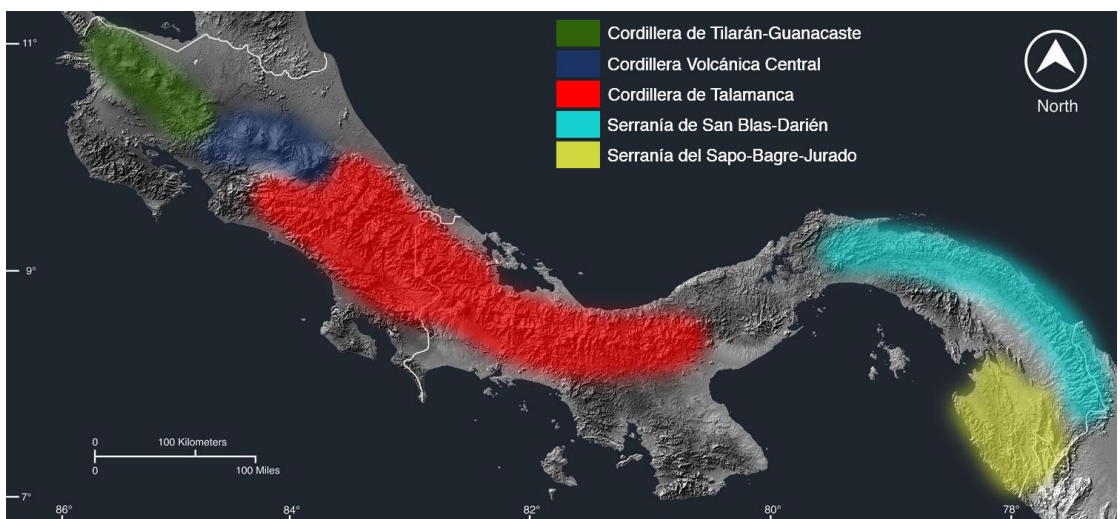 Cordillera de Tilarán-Guanacaste
Cordillera Volcánica Central
Cordillera de Talamanca
Serranía de San Blas-Darién
Serranía del Sapo-Bagre-Jurado
North
11°
9°
7°
0 100 Kilometers
0 100 Miles
86° 84° 82° 80° 78°